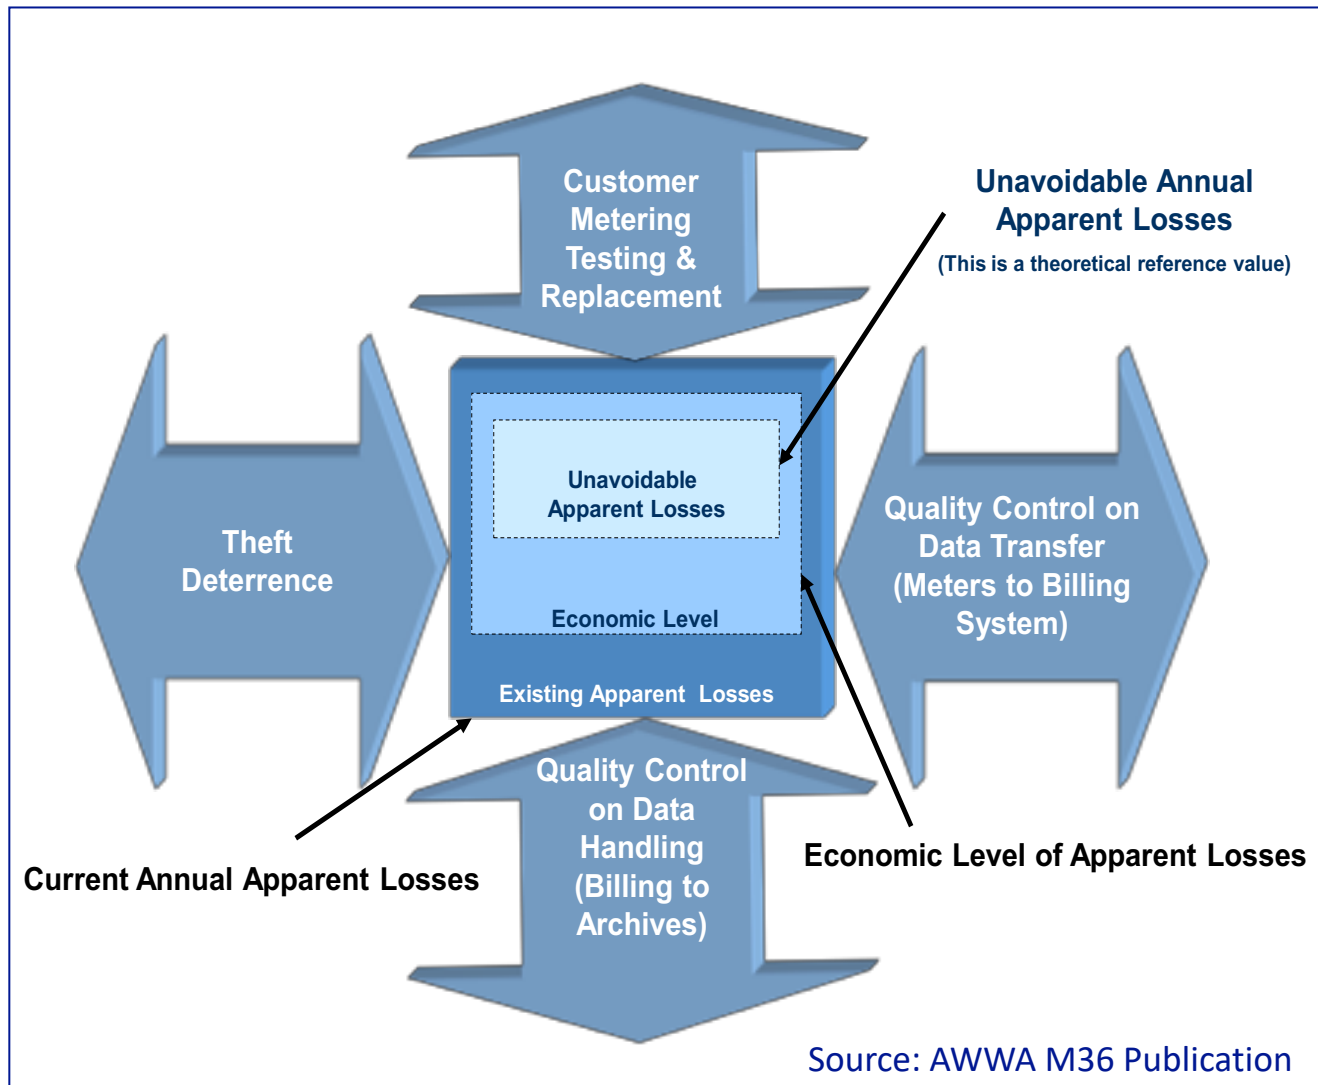 Customer
Metering
Testing &
Replacement
Unavoidable Annual
Apparent Losses
(This is a theoretical reference value)
Theft
Deterrence
Unavoidable
Apparent Losses
Economic Level
Existing Apparent Losses
Quality Control on
Data Transfer
(Meters to Billing
System)
Quality Control
on Data
Handling
(Billing to
Archives)
Current Annual Apparent Losses
Economic Level of Apparent Losses
Source: AWWA M36 Publication